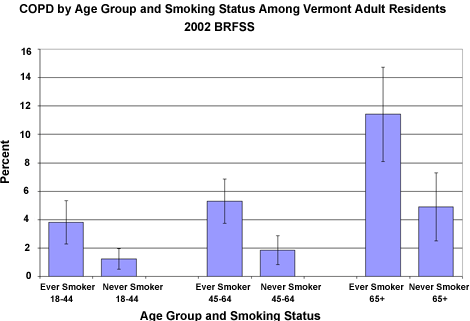 COPD by Age Group and Smoking Status Among Vermont Adult Residents
2002 BRFSS
16
14
12
10
8
6
4
2
0
Percent
Ever Smoker Never Smoker Ever Smoker Never Smoker Ever Smoker Never Smoker
18-44 18-44 45-64 45-64 65+ 65+
Age Group and Smoking Status